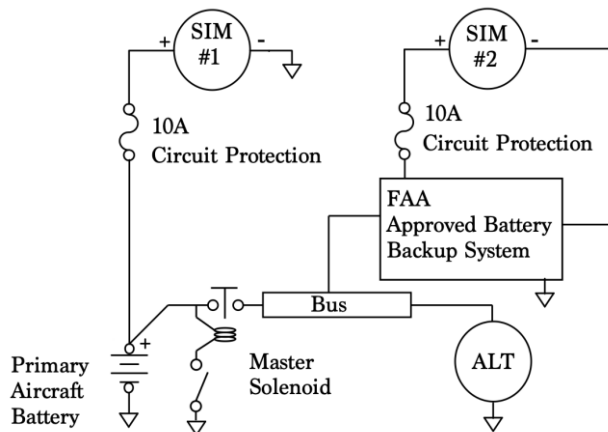 + SIM #1 -
10A
Circuit Protection
+ SIM #2 -
10A
Circuit Protection
FAA
Approved Battery
Backup System
Bus
+
Primary
Aircraft
Battery
Master
Solenoid
ALT